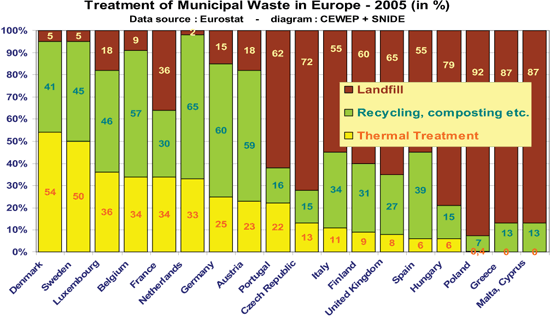 Treatment of Municipal Waste in Europe - 2005 (in %)
Data source : Eurostat - diagram : CEWEP + SNIDE
100%
90%
80%
70%
60%
50%
40%
30%
20%
10%
0%
5 5 18 9 36 2 15 18 62 72 55 60 65 55 79 92 87 87
41 45 46 57 30 65 60 59 16 15 34 31 27 39 15 7 13 13
54 50 36 34 34 33 25 23 22 13 11 9 8 6 6 0,4 0 0
Landfill
Recycling, composting etc.
Thermal Treatment
Denmark
Sweden
Luxembourg
Belgium
France
Netherlands
Germany
Austria
Portugal
Czech Republic
Italy
Finland
United Kingdom
Spain
Hungary
Poland
Greece
Malta, Cyprus